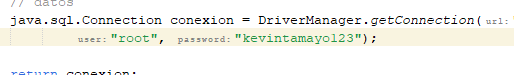 // datos
java.sql.Connection conexion = DriverManager.getConnection( url: "
user: "root", password: "kevintamayo123");
return conexion;